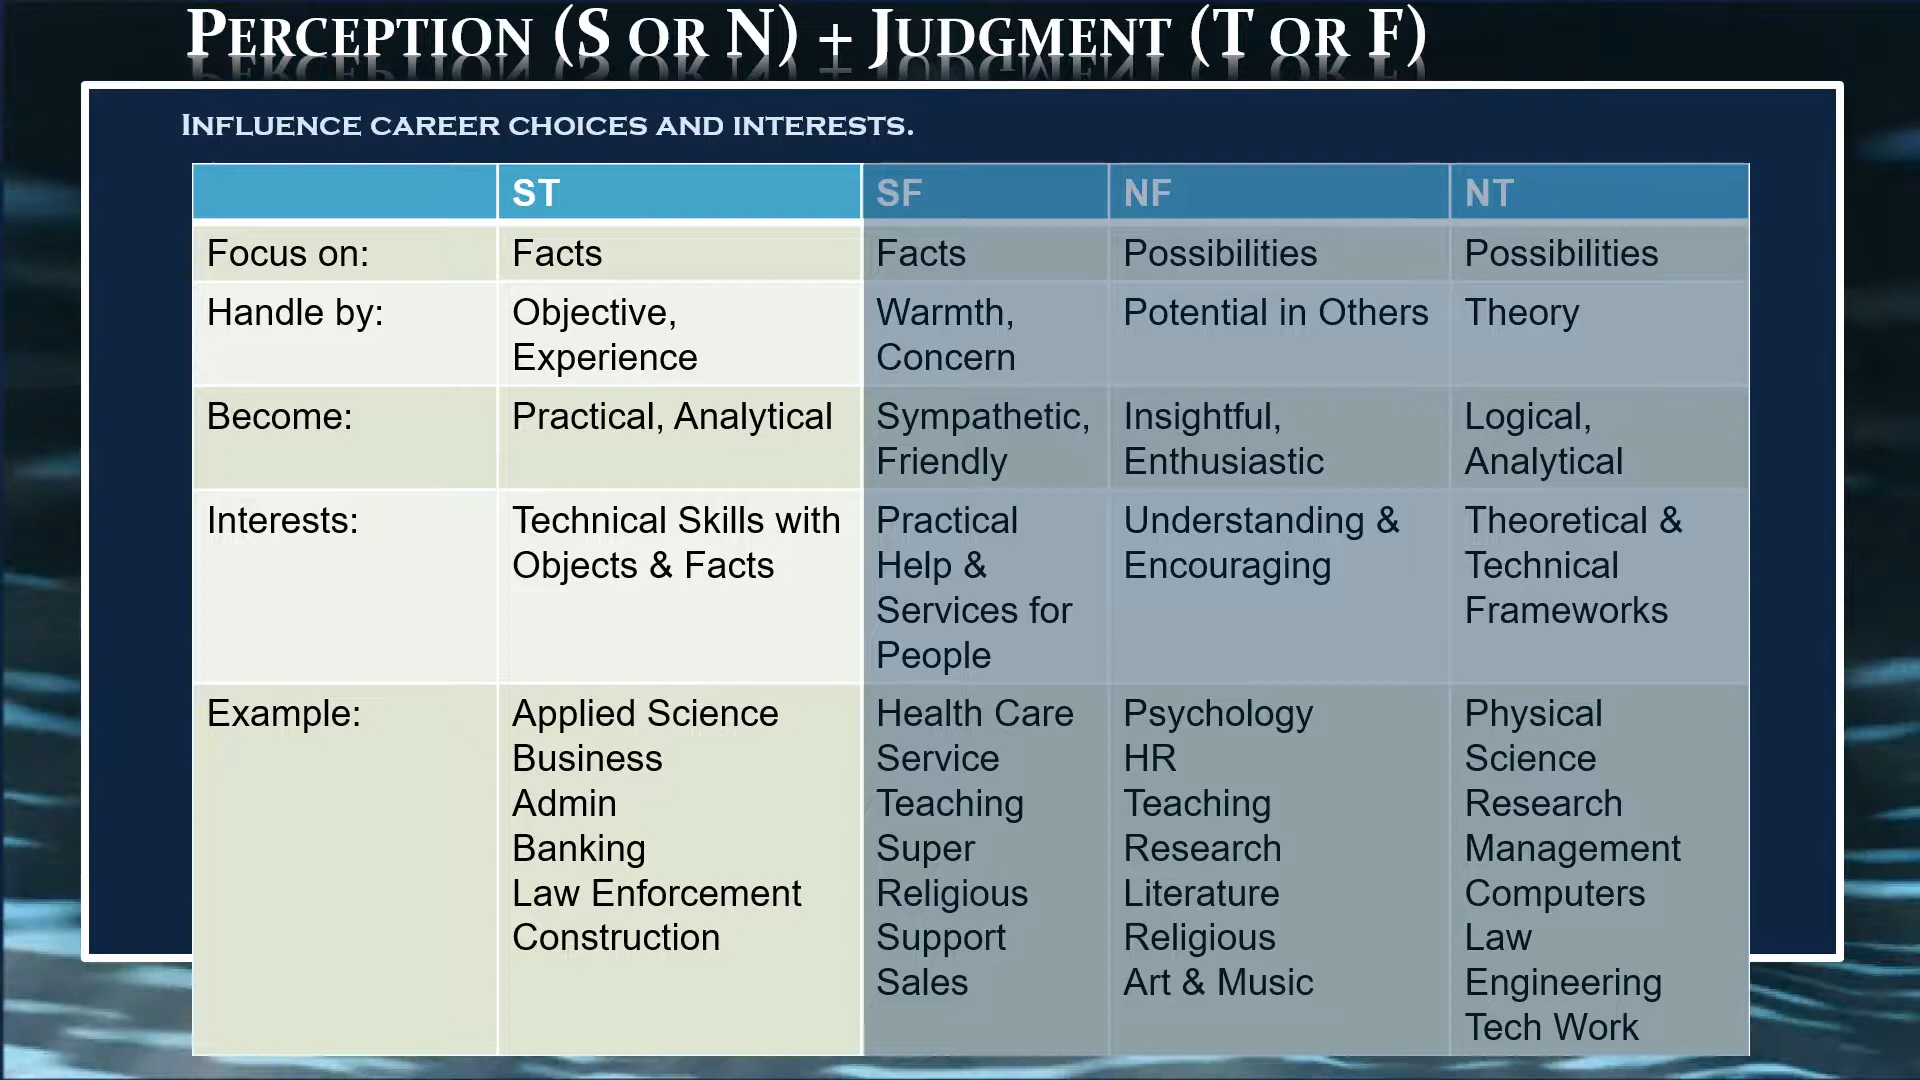 PERCEPTION (S OR N) + JUDGMENT (T OR F)
INFLUENCE CAREER CHOICES AND INTERESTS.
ST SF NF NT
Focus on: Facts Facts Possibilities Possibilities
Handle by: Objective, Warmth, Potential in Others Theory
Experience Concern
Become: Practical, Analytical Sympathetic, Insightful, Logical,
Friendly Enthusiastic Analytical
Interests: Technical Skills with Practical Understanding & Theoretical &
Objects & Facts Help & Encouraging Technical
Services for Frameworks
People
Example: Applied Science Health Care Psychology Physical
Business Service HR Science
Admin Teaching Teaching Research
Banking Super Research Management
Law Enforcement Religious Literature Computers
Construction Support Religious Law
Sales Art & Music Engineering
Tech Work